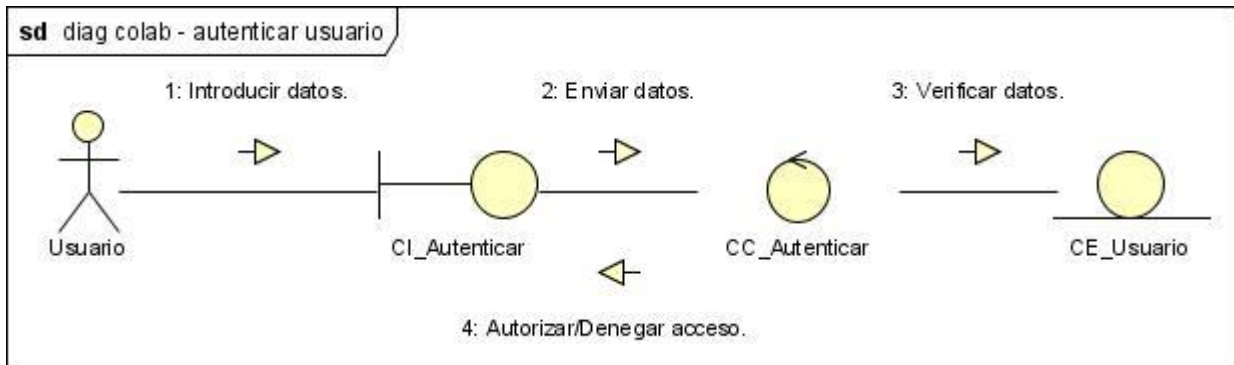 sd diag colab - autenticar usuario
1: Introducir datos.
2: Enviar datos.
3: Verificar datos.
Usuario
CI_Autenticar
CC_Autenticar
CE_Usuario
4: Autorizar/Denegar acceso.